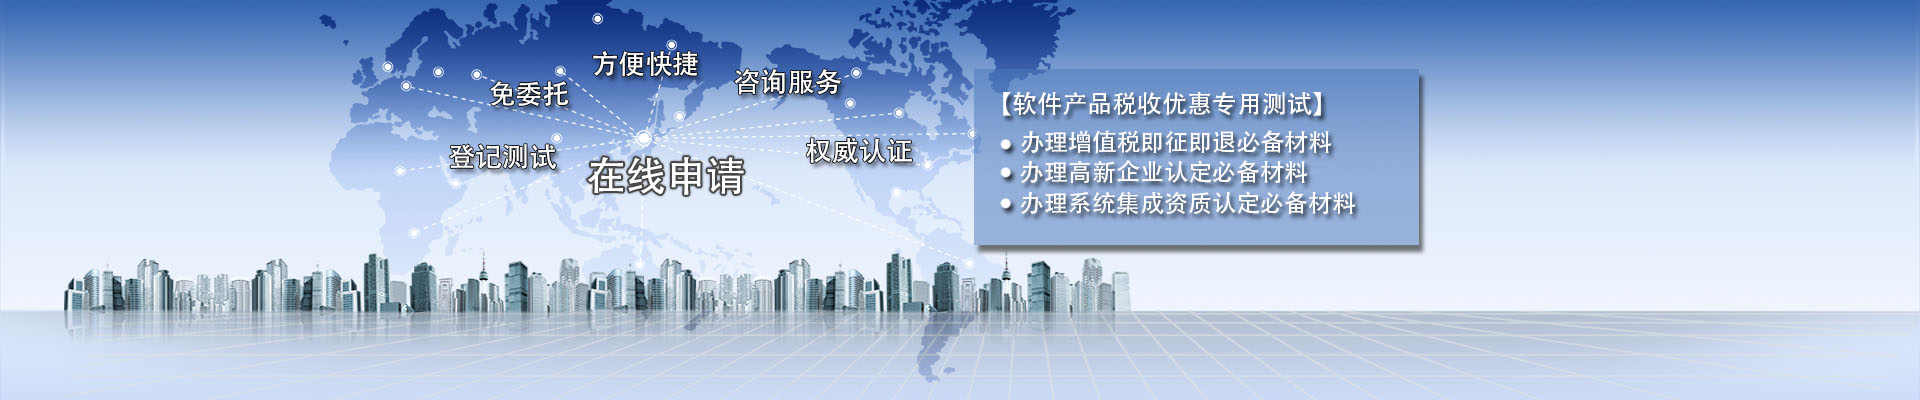 方便快捷
咨询服务
免委托
登记测试
在线申请
权威认证
【软件产品税收优惠专用测试】
● 办理增值税即征即退必备材料
● 办理高新企业认定必备材料
● 办理系统集成资质认定必备材料